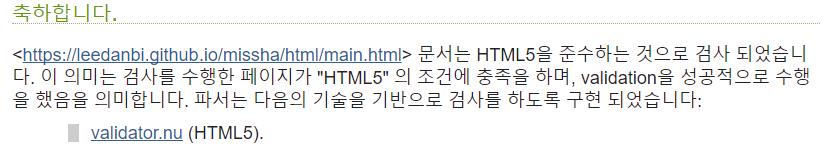 축하합니다.
<https://leedanbi.github.io/missha/html/main.html> 문서는 HTML5을 준수하는 것으로 검사 되었습니
다. 이 의미는 검사를 수행한 페이지가 "HTML5" 의 조건에 충족을 하며, validation을 성공적으로 수행
을 했음을 의미합니다. 파서는 다음의 기술을 기반으로 검사를 하도록 구현 되었습니다:
validator.nu (HTML5).